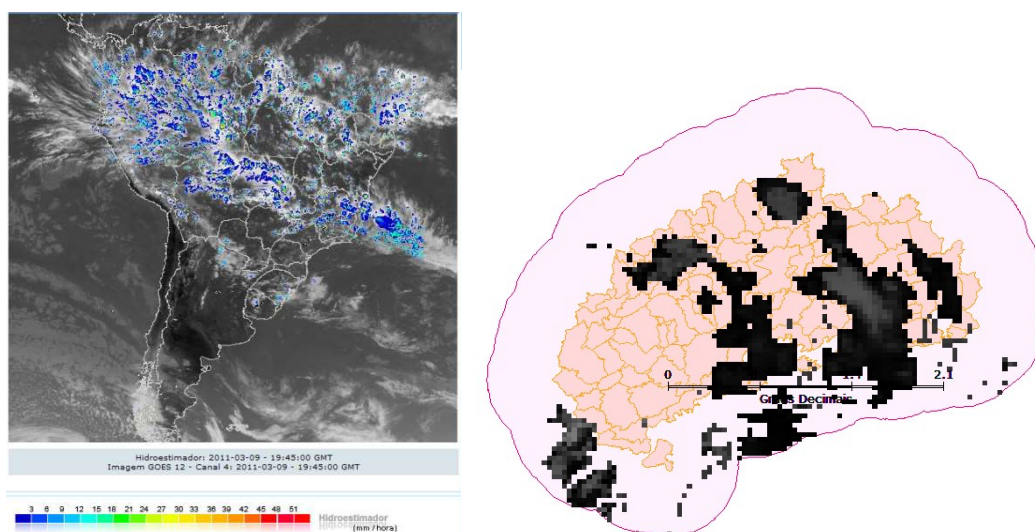 Hidroestimador: 2011-03-09 - 19:45:00 GMT
Imagem GOES 12 - Canal 4: 2011-03-09 - 19:45:00 GMT
3 6 9 12 15 18 21 24 27 30 33 36 39 42 45 48 51
Hidroestimador
(mm/hora)
0 2.1
Graus Decimais